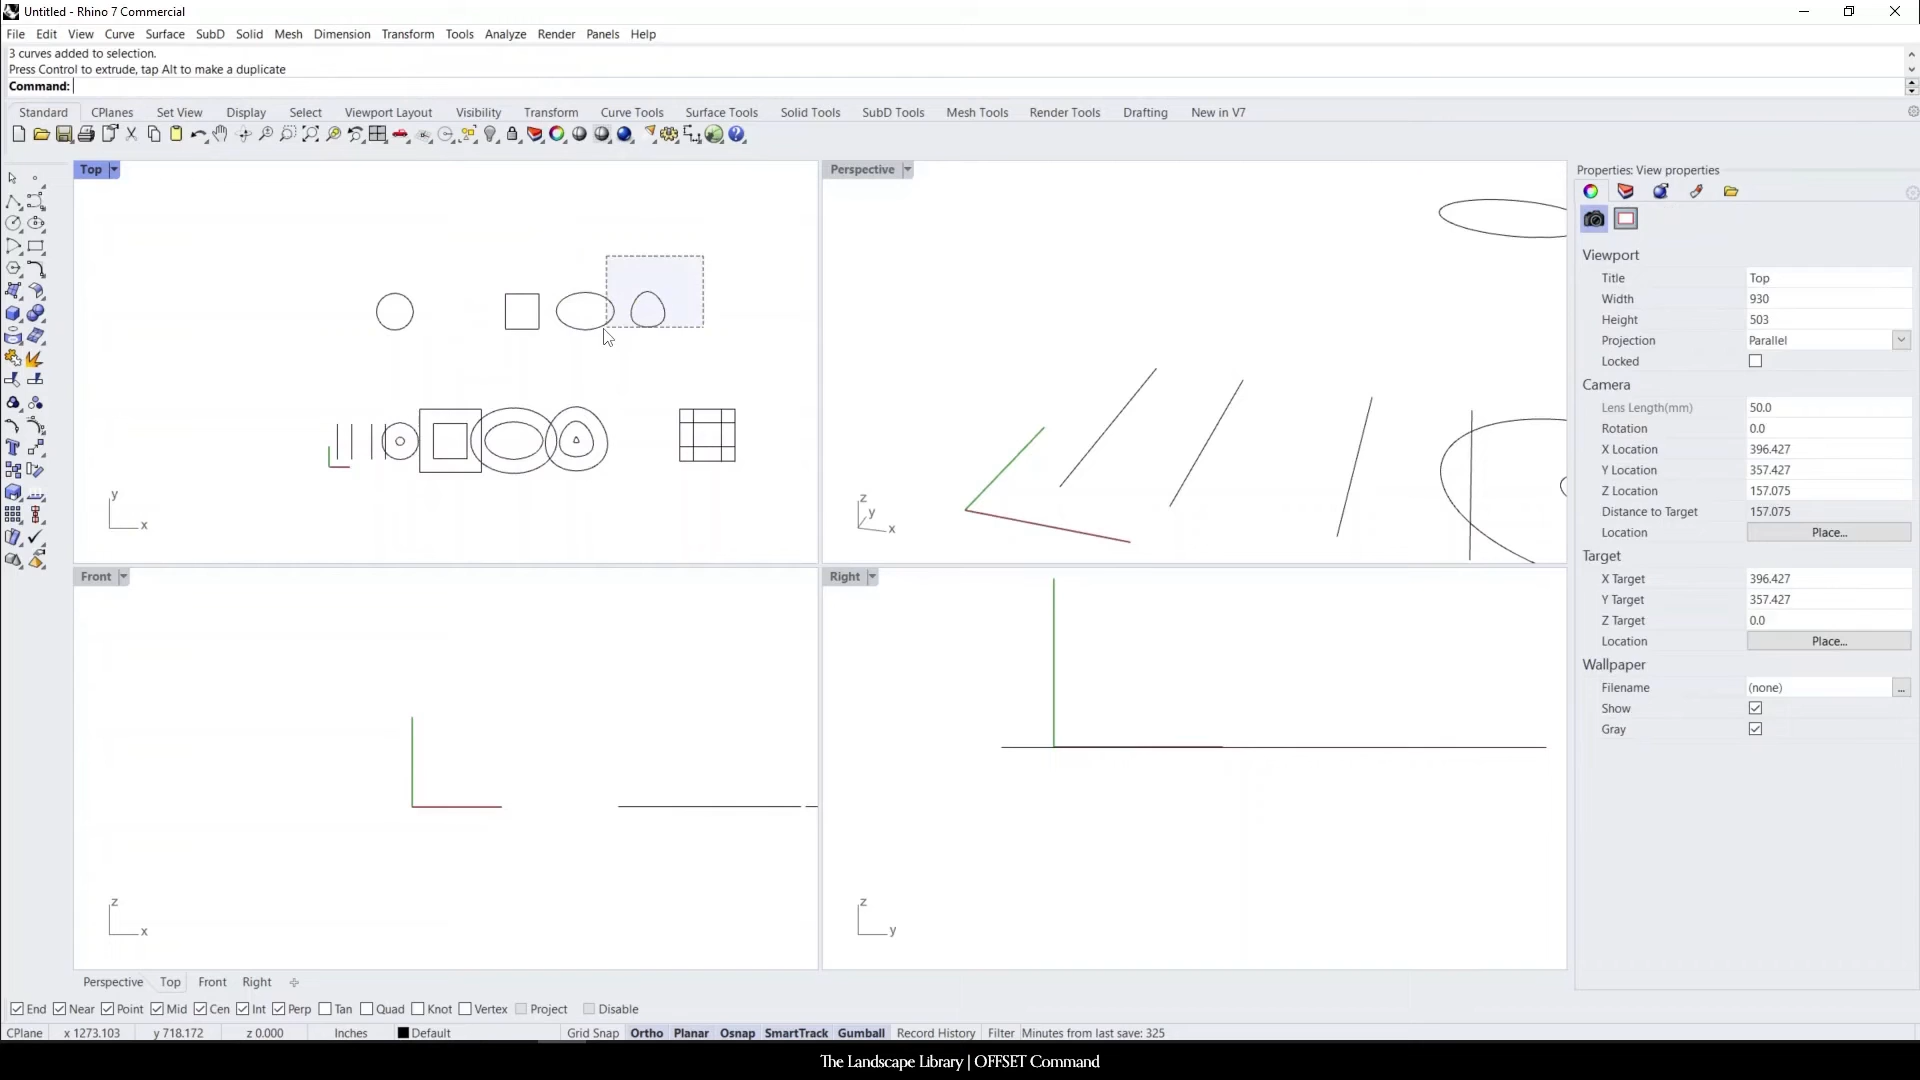 Untitled - Rhino 7 Commercial
File Edit View Curve Surface SubD Solid Mesh Dimension Transform Tools Analyze Render Panels Help
3 curves added to selection.
Press Control to extrude, tap Alt to make a duplicate
Command:
Standard CPlanes Set View Display Select Viewport Layout Visibility Transform Curve Tools Surface Tools Solid Tools SubD Tools Mesh Tools Render Tools Drafting New in V7
Top
Perspective
Properties: View properties
Viewport
Title Top
Width 930
Height 503
Projection Parallel
Locked
Camera
Lens Length(mm) 50.0
Rotation 0.0
X Location 396.427
Y Location 357.427
Z Location 157.075
Distance to Target 157.075
Location Place...
Target
X Target 396.427
Y Target 357.427
Z Target 0.0
Location Place...
Wallpaper
Filename (none) ...
Show
Gray
y
x
z
y
x
Front
Right
z
x
z
y
Perspective Top Front Right
End Near Point Mid Cen Int Perp Tan Quad Knot Vertex Project Disable
CPlane x 1273.103 y 718.172 z 0.000 Inches Default Grid Snap Ortho Planar Osnap SmartTrack Gumball Record History Filter Minutes from last save: 325
The Landscape Library | OFFSET Command